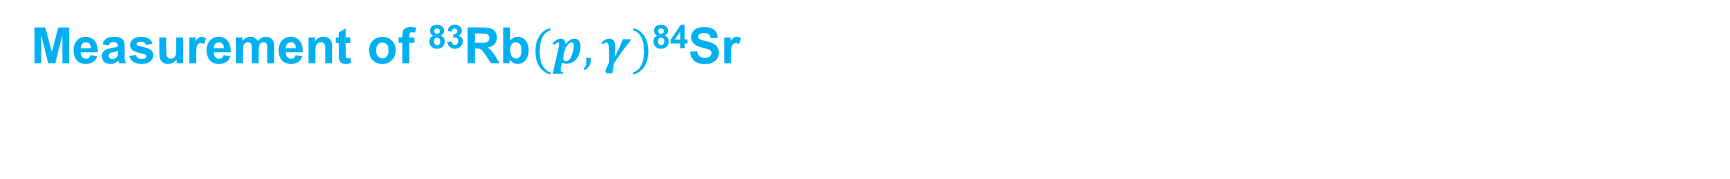 Measurement of ⁸³Rb(p, γ)⁸⁴Sr